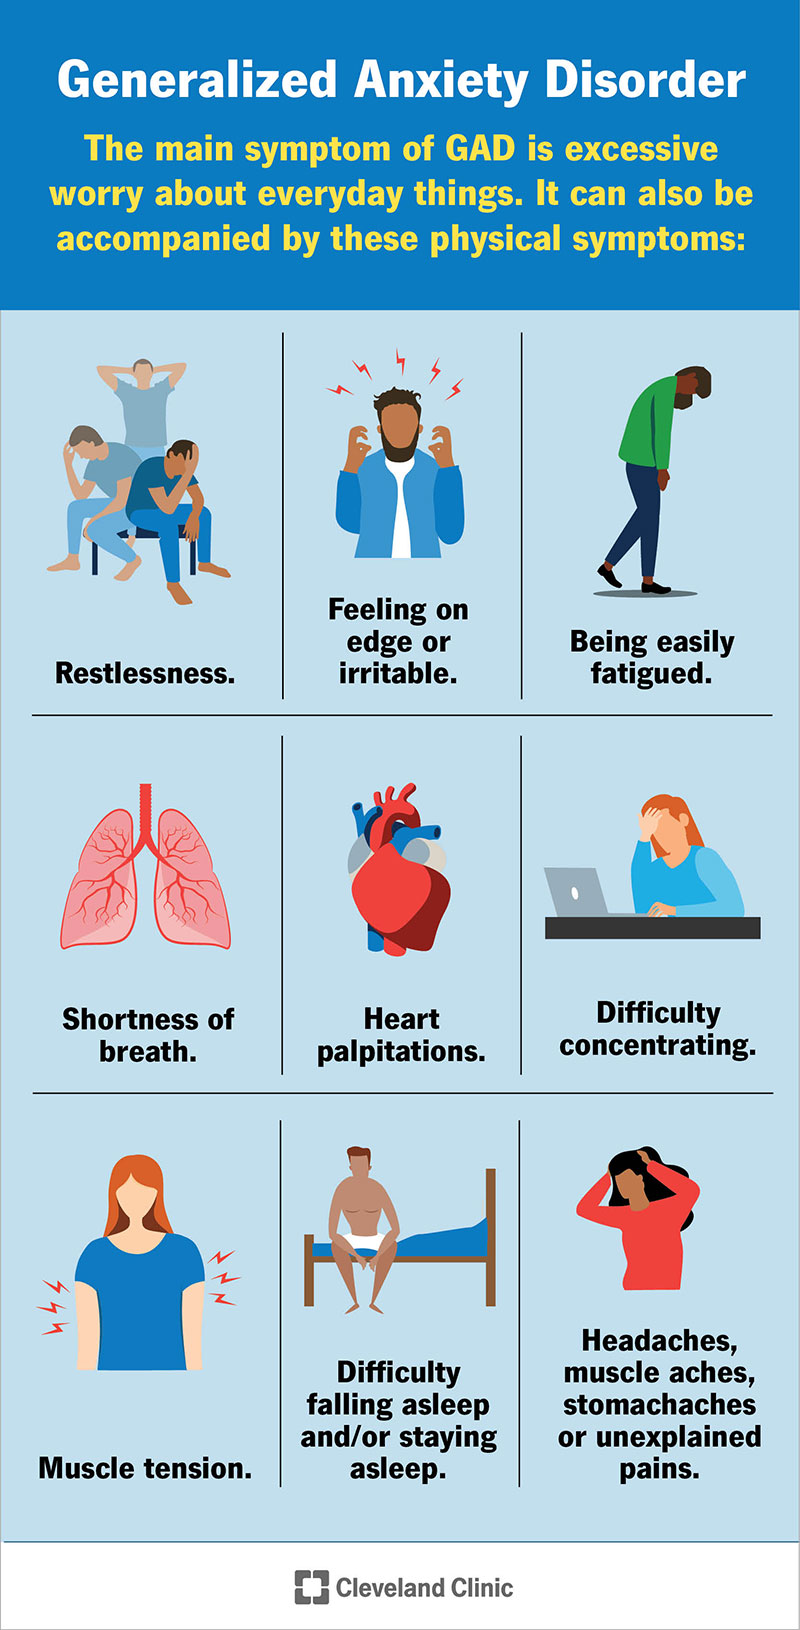 Generalized Anxiety Disorder
The main symptom of GAD is excessive
worry about everyday things. It can also be
accompanied by these physical symptoms:
Restlessness.
Feeling on
edge or
irritable.
Being easily
fatigued.
Shortness of
breath.
Heart
palpitations.
Difficulty
concentrating.
Muscle tension.
Difficulty
falling asleep
and/or staying
asleep.
Headaches,
muscle aches,
stomachaches
or unexplained
pains.
Cleveland Clinic